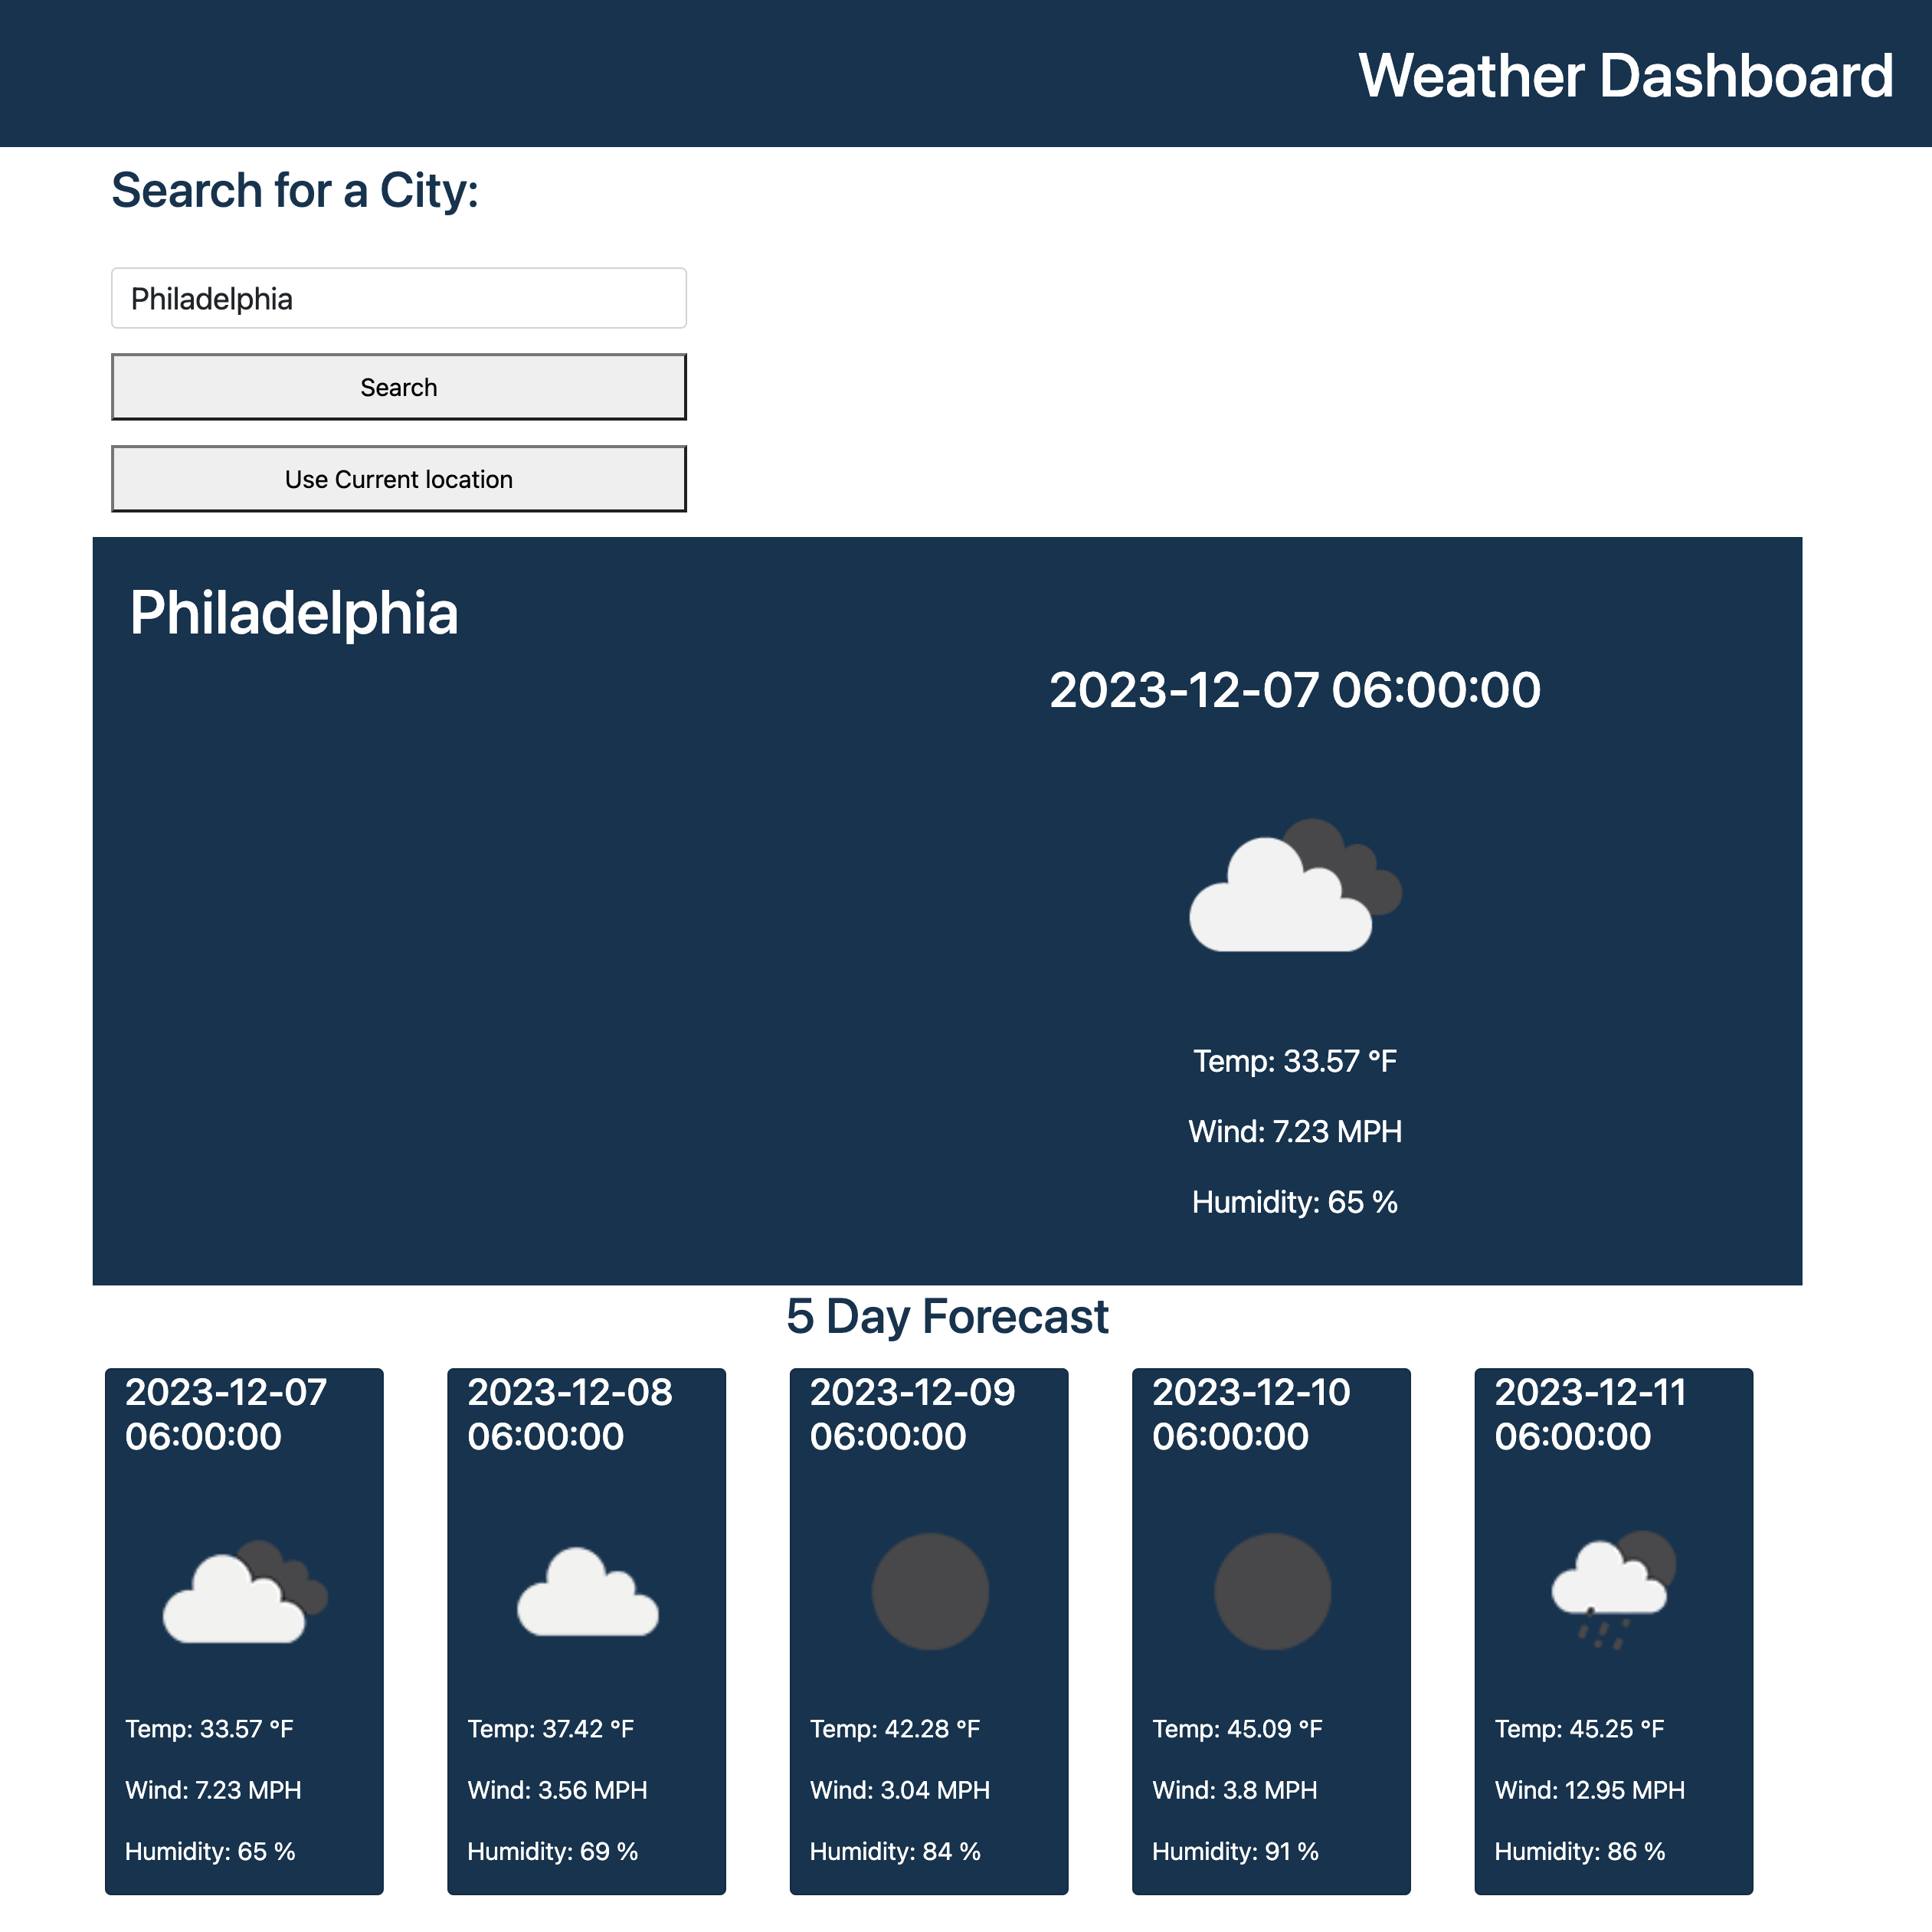 Weather Dashboard
Search for a City:
Philadelphia
Search
Use Current location
Philadelphia
2023-12-07 06:00:00
Temp: 33.57 °F
Wind: 7.23 MPH
Humidity: 65 %
5 Day Forecast
2023-12-07
06:00:00
Temp: 33.57 °F
Wind: 7.23 MPH
Humidity: 65 %
2023-12-08
06:00:00
Temp: 37.42 °F
Wind: 3.56 MPH
Humidity: 69 %
2023-12-09
06:00:00
Temp: 42.28 °F
Wind: 3.04 MPH
Humidity: 84 %
2023-12-10
06:00:00
Temp: 45.09 °F
Wind: 3.8 MPH
Humidity: 91 %
2023-12-11
06:00:00
Temp: 45.25 °F
Wind: 12.95 MPH
Humidity: 86 %